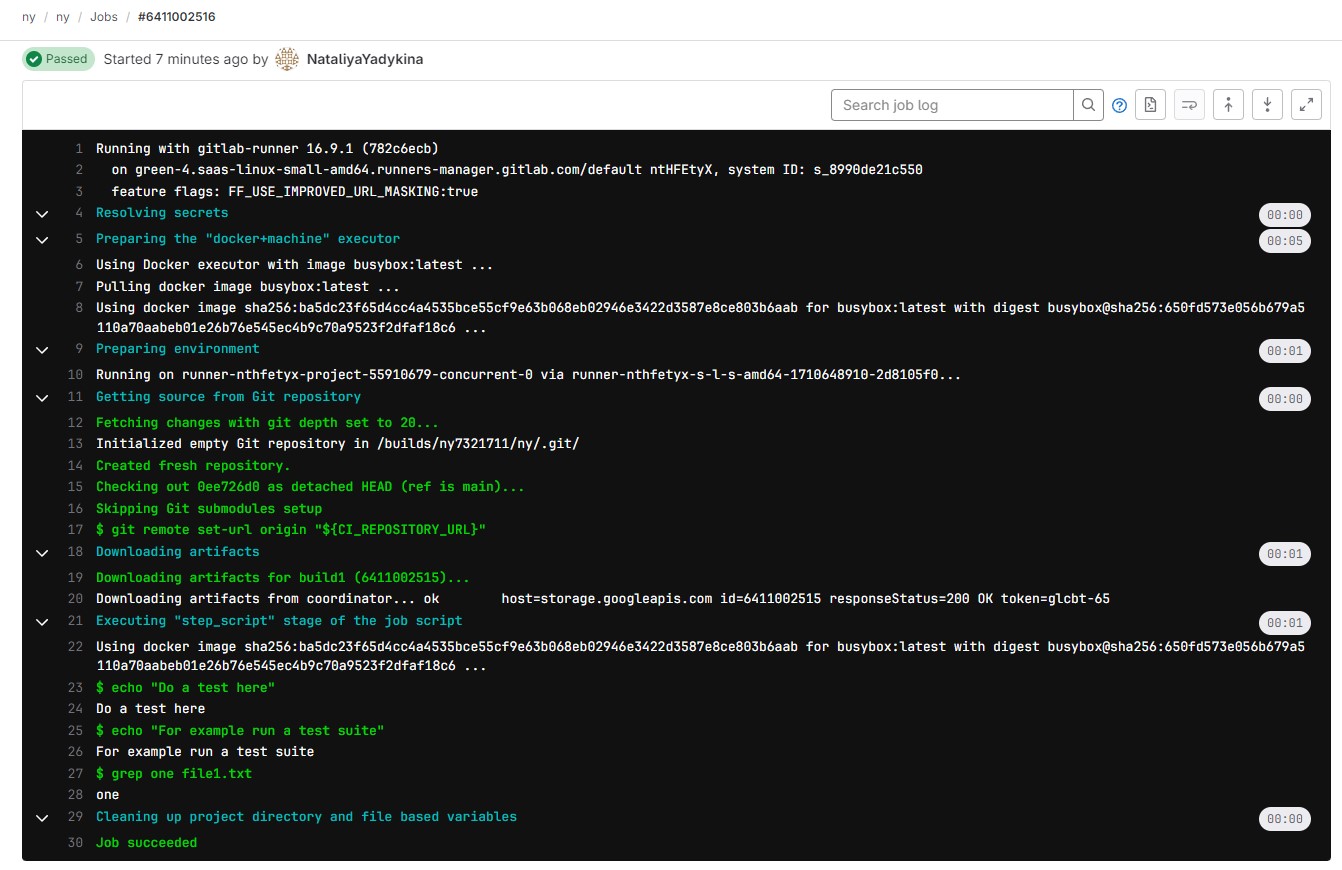 ny / ny / Jobs / #6411002516
Passed Started 7 minutes ago by NataliyaYadykina
Search job log
1 Running with gitlab-runner 16.9.1 (782c6ecb)
2 on green-4.saas-linux-small-amd64.runners-manager.gitlab.com/default ntHFEtyX, system ID: s_8990de21c550
3 feature flags: FF_USE_IMPROVED_URL_MASKING:true
4 Resolving secrets 00:00
5 Preparing the "docker+machine" executor 00:05
6 Using Docker executor with image busybox:latest ...
7 Pulling docker image busybox:latest ...
8 Using docker image sha256:ba5dc23f65d4cc4a4535bce55cf9e63b068eb02946e3422d3587e8ce803b6aab for busybox:latest with digest busybox@sha256:650fd573e056b679a5
110a70aabeb01e26b76e545ec4b9c70a9523f2dfaf18c6 ...
9 Preparing environment 00:01
10 Running on runner-nthfetyx-project-55910679-concurrent-0 via runner-nthfetyx-s-l-s-amd64-1710648910-2d8105f0...
11 Getting source from Git repository 00:00
12 Fetching changes with git depth set to 20...
13 Initialized empty Git repository in /builds/ny7321711/ny/.git/
14 Created fresh repository.
15 Checking out 0ee726d0 as detached HEAD (ref is main)...
16 Skipping Git submodules setup
17 $ git remote set-url origin "${CI_REPOSITORY_URL}"
18 Downloading artifacts 00:01
19 Downloading artifacts for build1 (6411002515)...
20 Downloading artifacts from coordinator... ok host=storage.googleapis.com id=6411002515 responseStatus=200 OK token=glcbt-65
21 Executing "step_script" stage of the job script 00:01
22 Using docker image sha256:ba5dc23f65d4cc4a4535bce55cf9e63b068eb02946e3422d3587e8ce803b6aab for busybox:latest with digest busybox@sha256:650fd573e056b679a5
110a70aabeb01e26b76e545ec4b9c70a9523f2dfaf18c6 ...
23 $ echo "Do a test here"
24 Do a test here
25 $ echo "For example run a test suite"
26 For example run a test suite
27 $ grep one file1.txt
28 one
29 Cleaning up project directory and file based variables 00:00
30 Job succeeded